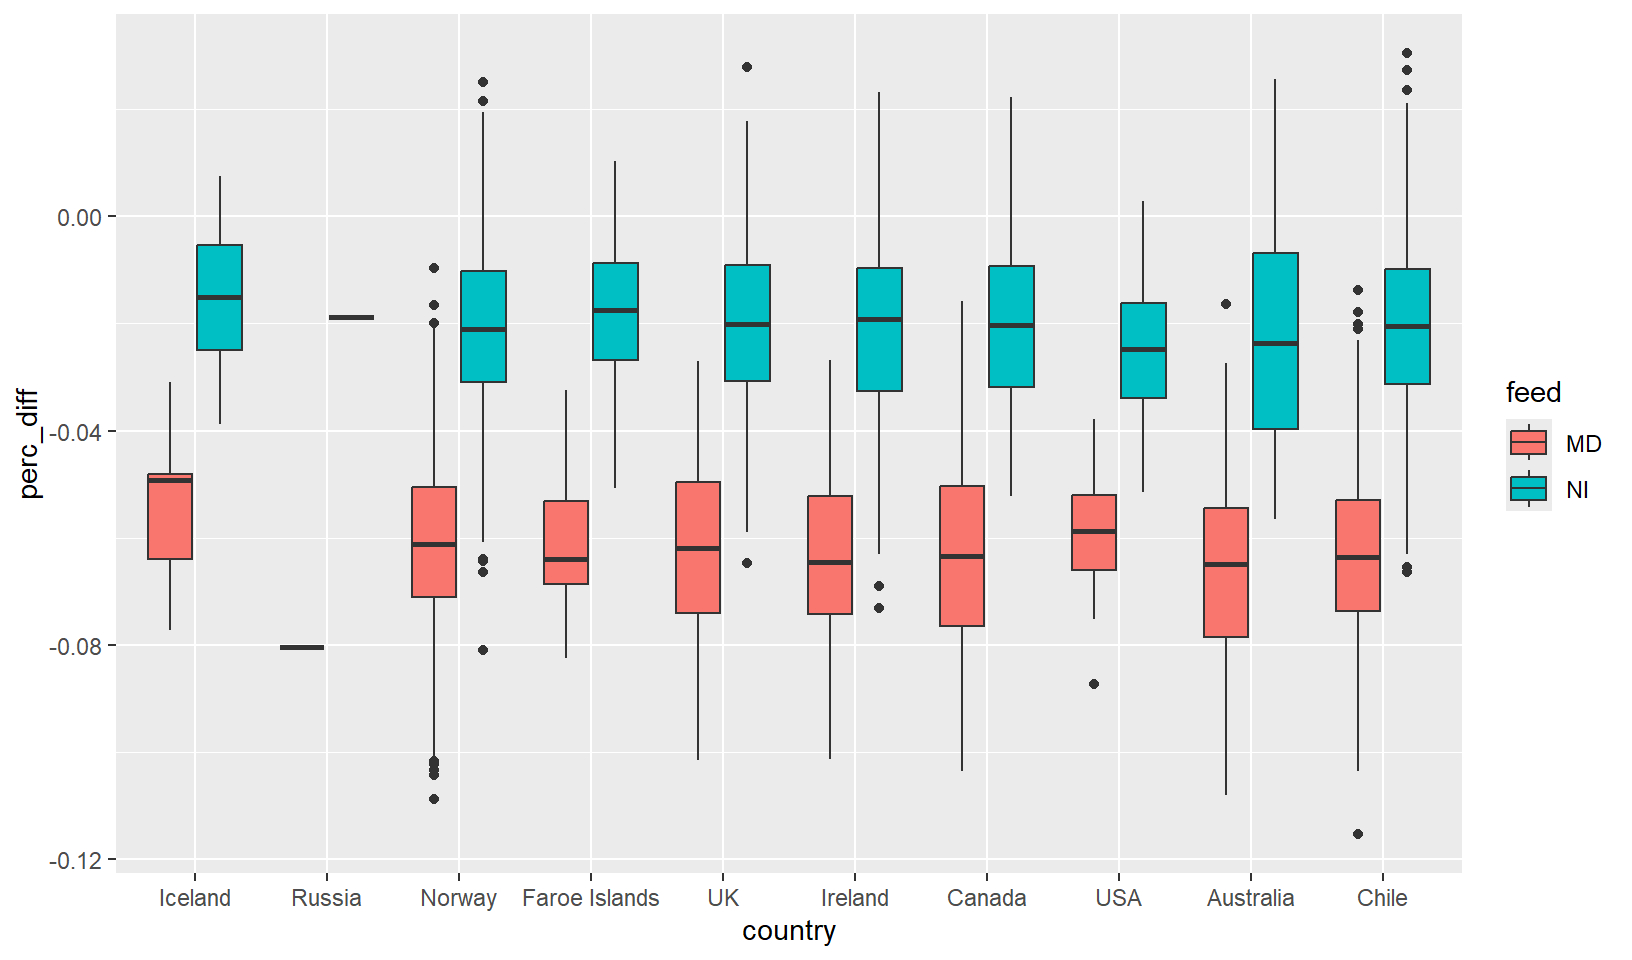 perc_diff
0.00
-0.04
-0.08
-0.12
Iceland Russia Norway Faroe Islands UK Ireland Canada USA Australia Chile
country
feed
MD
NI